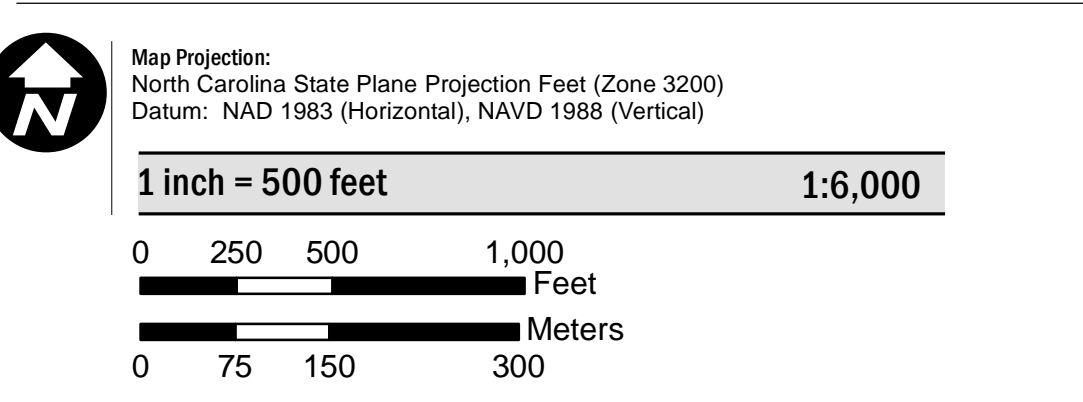 N
Map Projection:
North Carolina State Plane Projection Feet (Zone 3200)
Datum: NAD 1983 (Horizontal), NAVD 1988 (Vertical)
1 inch = 500 feet 1:6,000
0 250 500 1,000
Feet
Meters
0 75 150 300